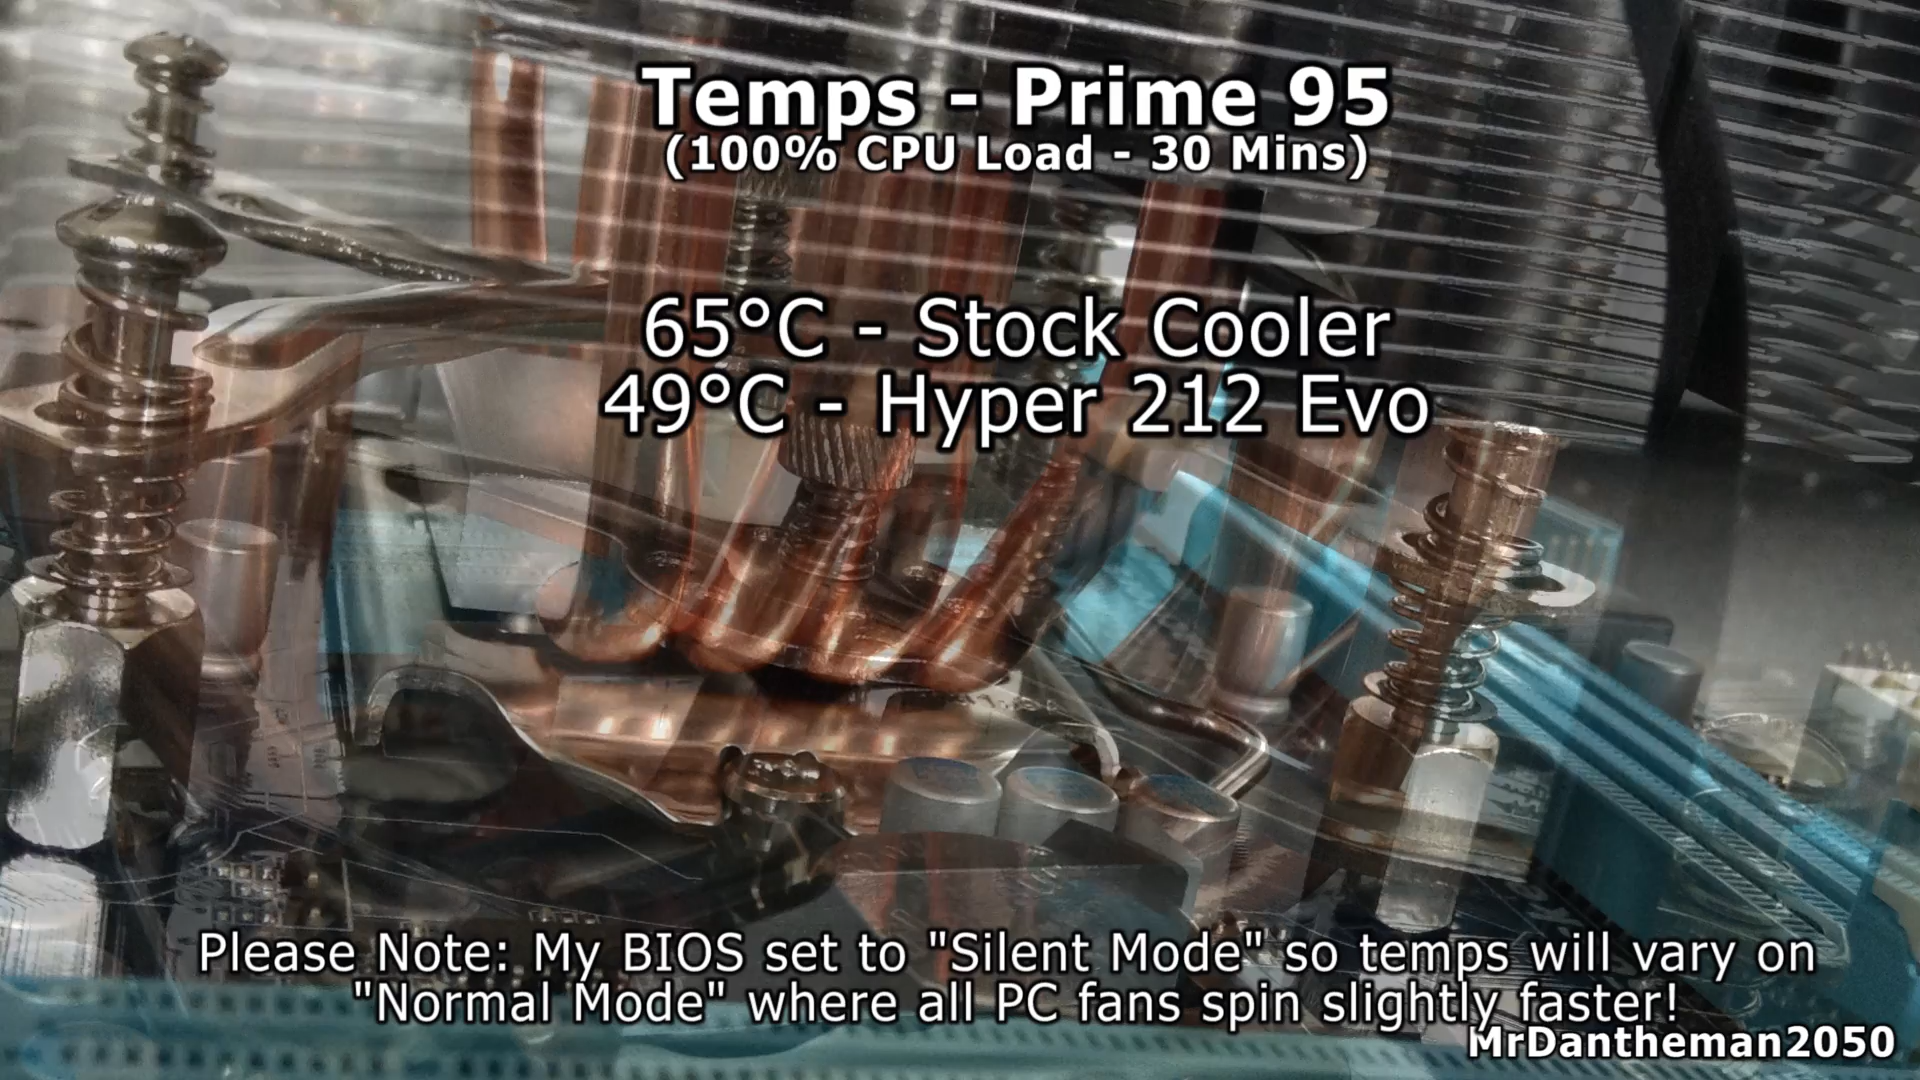 Temps - Prime 95
(100% CPU Load - 30 Mins)
65°C - Stock Cooler
49°C - Hyper 212 Evo
Please Note: My BIOS set to "Silent Mode" so temps will vary on
"Normal Mode" where all PC fans spin slightly faster!
MrDantheman2050